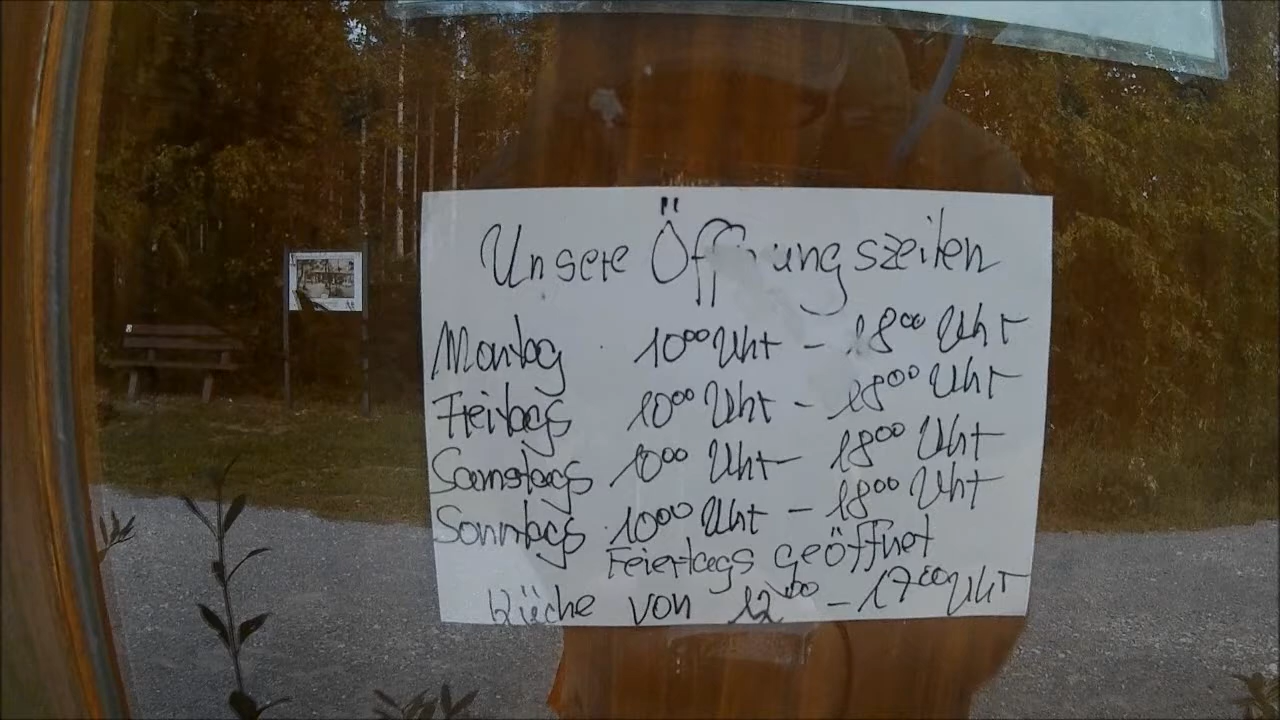 Unsere Öffnungszeiten
Montag 10⁰⁰ Uhr - 18⁰⁰ Uhr
Freitags 10⁰⁰ Uhr - 18⁰⁰ Uhr
Samstags 10⁰⁰ Uhr - 18⁰⁰ Uhr
Sonntags 10⁰⁰ Uhr - 18⁰⁰ Uhr
Feiertags geöffnet
Küche von 12⁰⁰ - 17⁰⁰ Uhr